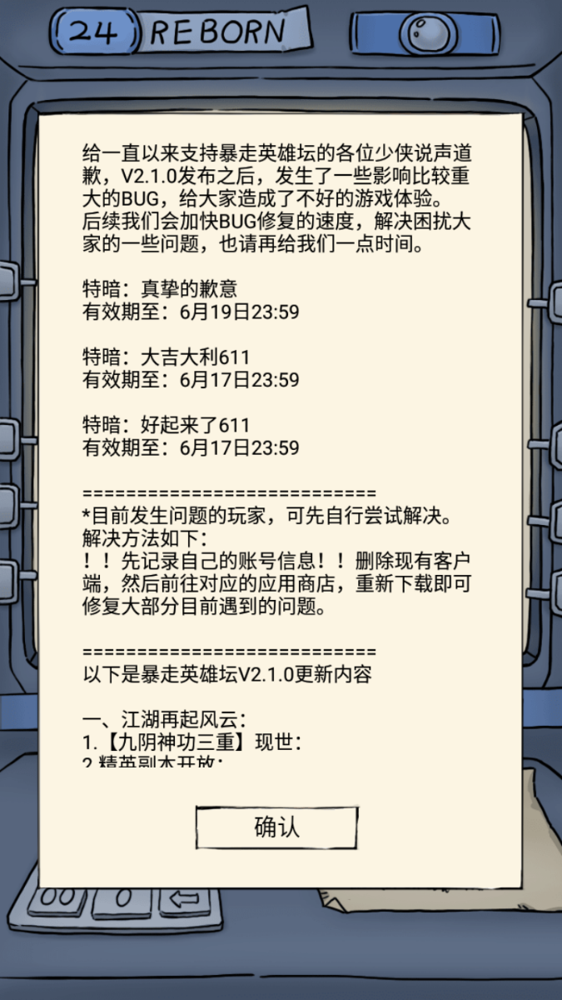 24 REBORN
给一直以来支持暴走英雄坛的各位少侠说声道
歉，V2.1.0发布之后，发生了一些影响比较重
大的BUG，给大家造成了不好的游戏体验。
后续我们会加快BUG修复的速度，解决困扰大
家的一些问题，也请再给我们一点时间。
特暗：真挚的歉意
有效期至：6月19日23:59
特暗：大吉大利611
有效期至：6月17日23:59
特暗：好起来了611
有效期至：6月17日23:59
===========================
*目前发生问题的玩家，可先自行尝试解决。
解决方法如下：
！！先记录自己的账号信息！！删除现有客户
端，然后前往对应的应用商店，重新下载即可
修复大部分目前遇到的问题。
===========================
以下是暴走英雄坛V2.1.0更新内容
一、江湖再起风云：
1.【九阴神功三重】现世：
2.精英副本开放：
确认
00 0